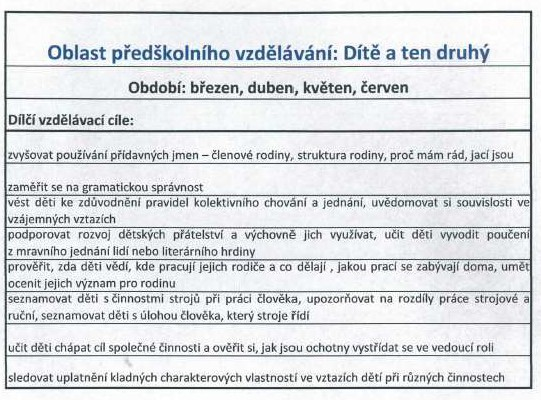 Oblast předškolního vzdělávání: Dítě a ten druhý
Období: březen, duben, květen, červen
Dílčí vzdělávací cíle:
zvyšovat používání přídavných jmen – členové rodiny, struktura rodiny, proč mám rád, jací jsou
zaměřit se na gramatickou správnost
vést děti ke zdůvodnění pravidel kolektivního chování a jednání, uvědomovat si souvislosti ve
vzájemných vztazích
podporovat rozvoj dětských přátelství a výchovně jich využívat, učit děti vyvodit poučení
z mravního jednání lidí nebo literárního hrdiny
prověřit, zda děti vědí, kde pracují jejich rodiče a co dělají , jakou prací se zabývají doma, umět
ocenit jejich význam pro rodinu
seznamovat děti s činnostmi strojů při práci člověka, upozorňovat na rozdíly práce strojové a
ruční, seznamovat děti s úlohou člověka, který stroje řídí
učit děti chápat cíl společné činnosti a ověřit si, jak jsou ochotny vystřídat se ve vedoucí roli
sledovat uplatnění kladných charakterových vlastností ve vztazích dětí při různých činnostech